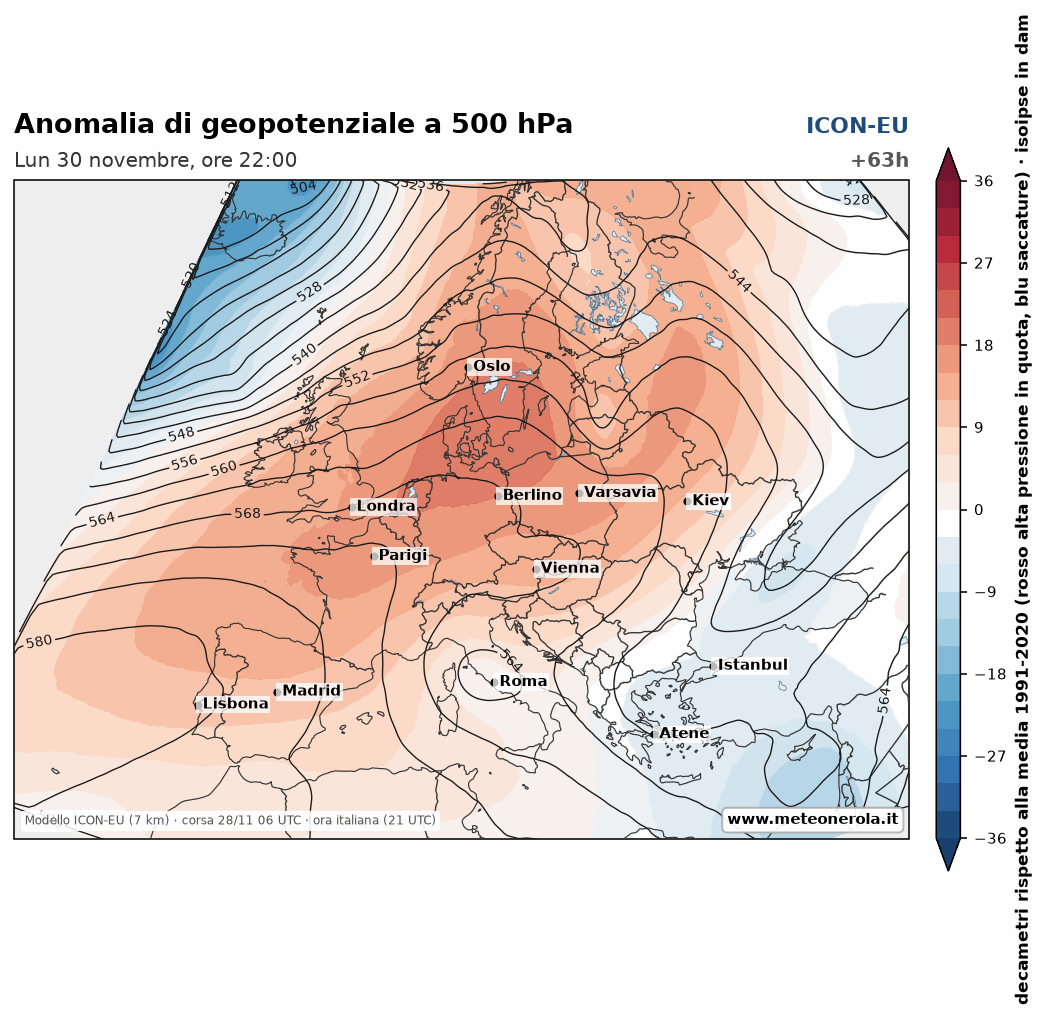 Anomalia di geopotenziale a 500 hPa
ICON-EU
Lun 30 novembre, ore 22:00
+63h
504
536
528
512
520
524
528
540
544
552
548
556
560
564
568
580
564
564
Oslo
Londra
Berlino
Varsavia
Kiev
Parigi
Vienna
Roma
Istanbul
Madrid
Lisbona
Atene
Modello ICON-EU (7 km) · corsa 28/11 06 UTC · ora italiana (21 UTC)
www.meteonerola.it
36
27
18
9
0
−9
−18
−27
−36
decametri rispetto alla media 1991-2020 (rosso alta pressione in quota, blu saccature) · isoipse in dam